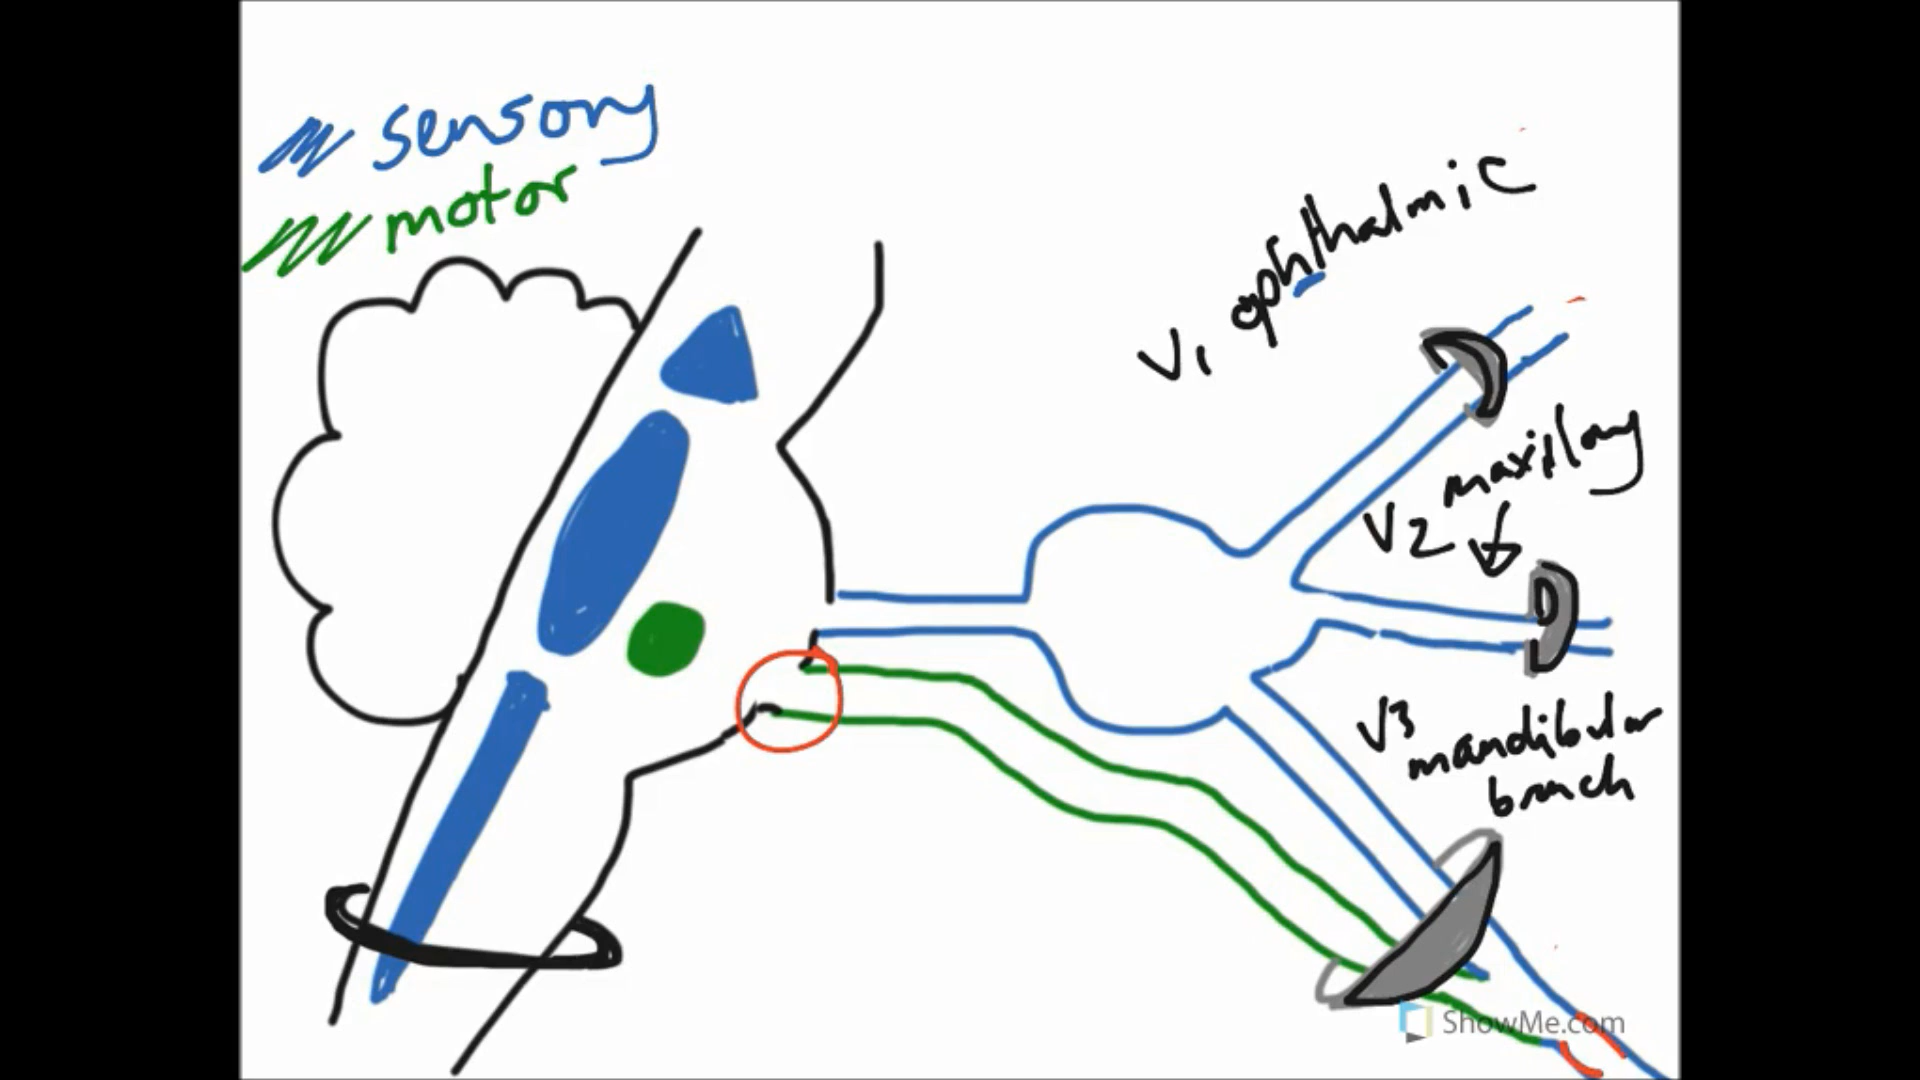 sensory
motor
V1 ophthalmic
V2 maxillary
V3
mandibular
branch
ShowMe.com